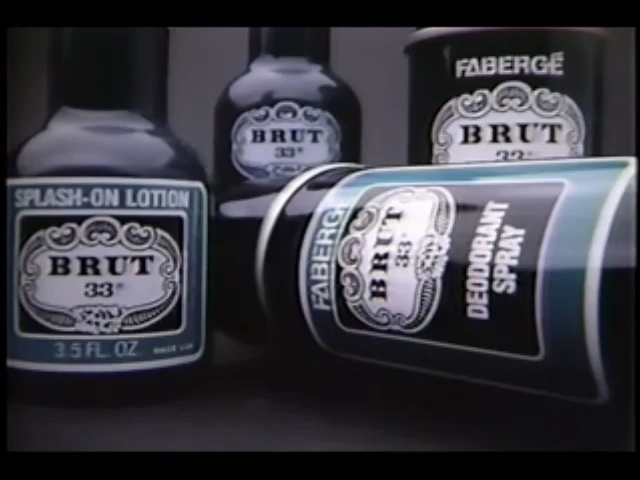 SPLASH-ON LOTION
BRUT
33®
3.5 FL. OZ.
BRUT
33®
FABERGÉ
BRUT
33
FABERGÉ
BRUT
33®
DEODORANT
SPRAY